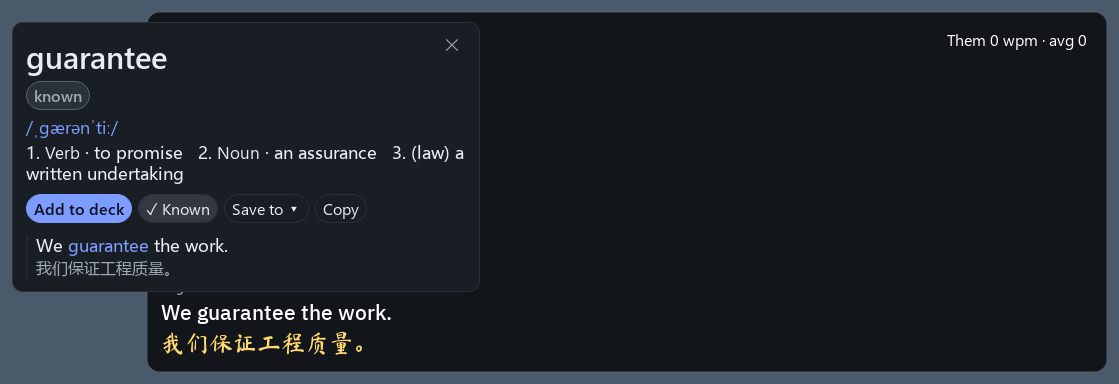 guarantee
known
/ˌɡærənˈtiː/
1. Verb · to promise 2. Noun · an assurance 3. (law) a
written undertaking
Add to deck ✓ Known Save to ▾ Copy
We guarantee the work.
我们保证工程质量。
Them 0 wpm · avg 0
We guarantee the work.
我们保证工程质量。